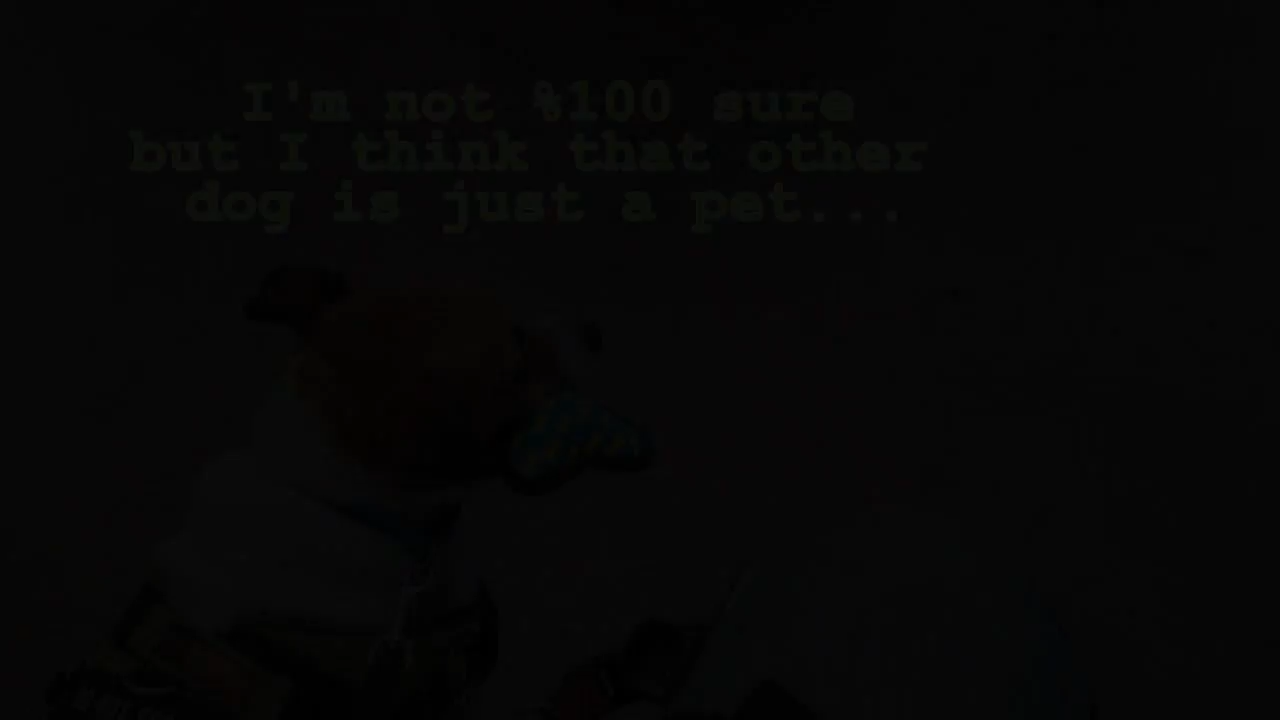 I'm not %100 sure
but I think that other
dog is just a pet...